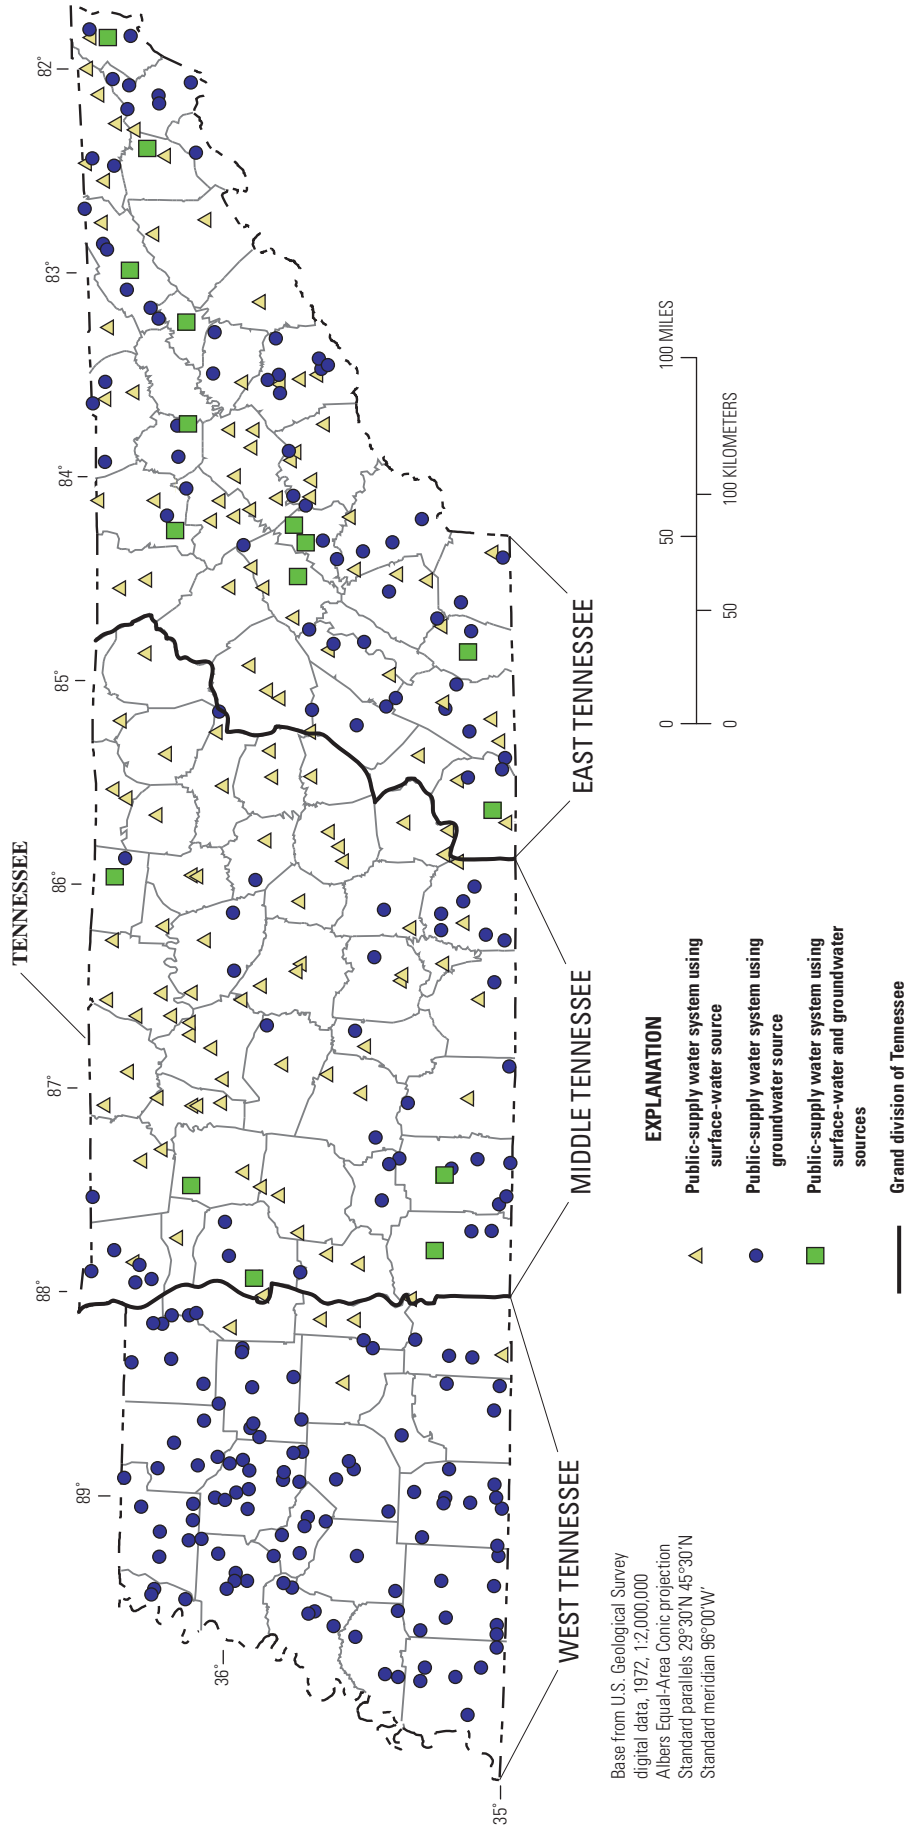 TENNESSEE
89°
88°
87°
86°
85°
84°
83°
82°
36°
35°
WEST TENNESSEE
MIDDLE TENNESSEE
EAST TENNESSEE
Base from U.S. Geological Survey
digital data, 1972, 1:2,000,000
Albers Equal-Area Conic projection
Standard parallels 29°30'N 45°30'N
Standard meridian 96°00'W'
EXPLANATION
Public-supply water system using
surface-water source
Public-supply water system using
groundwater source
Public-supply water system using
surface-water and groundwater
sources
Grand division of Tennessee
0 50 100 MILES
0 50 100 KILOMETERS